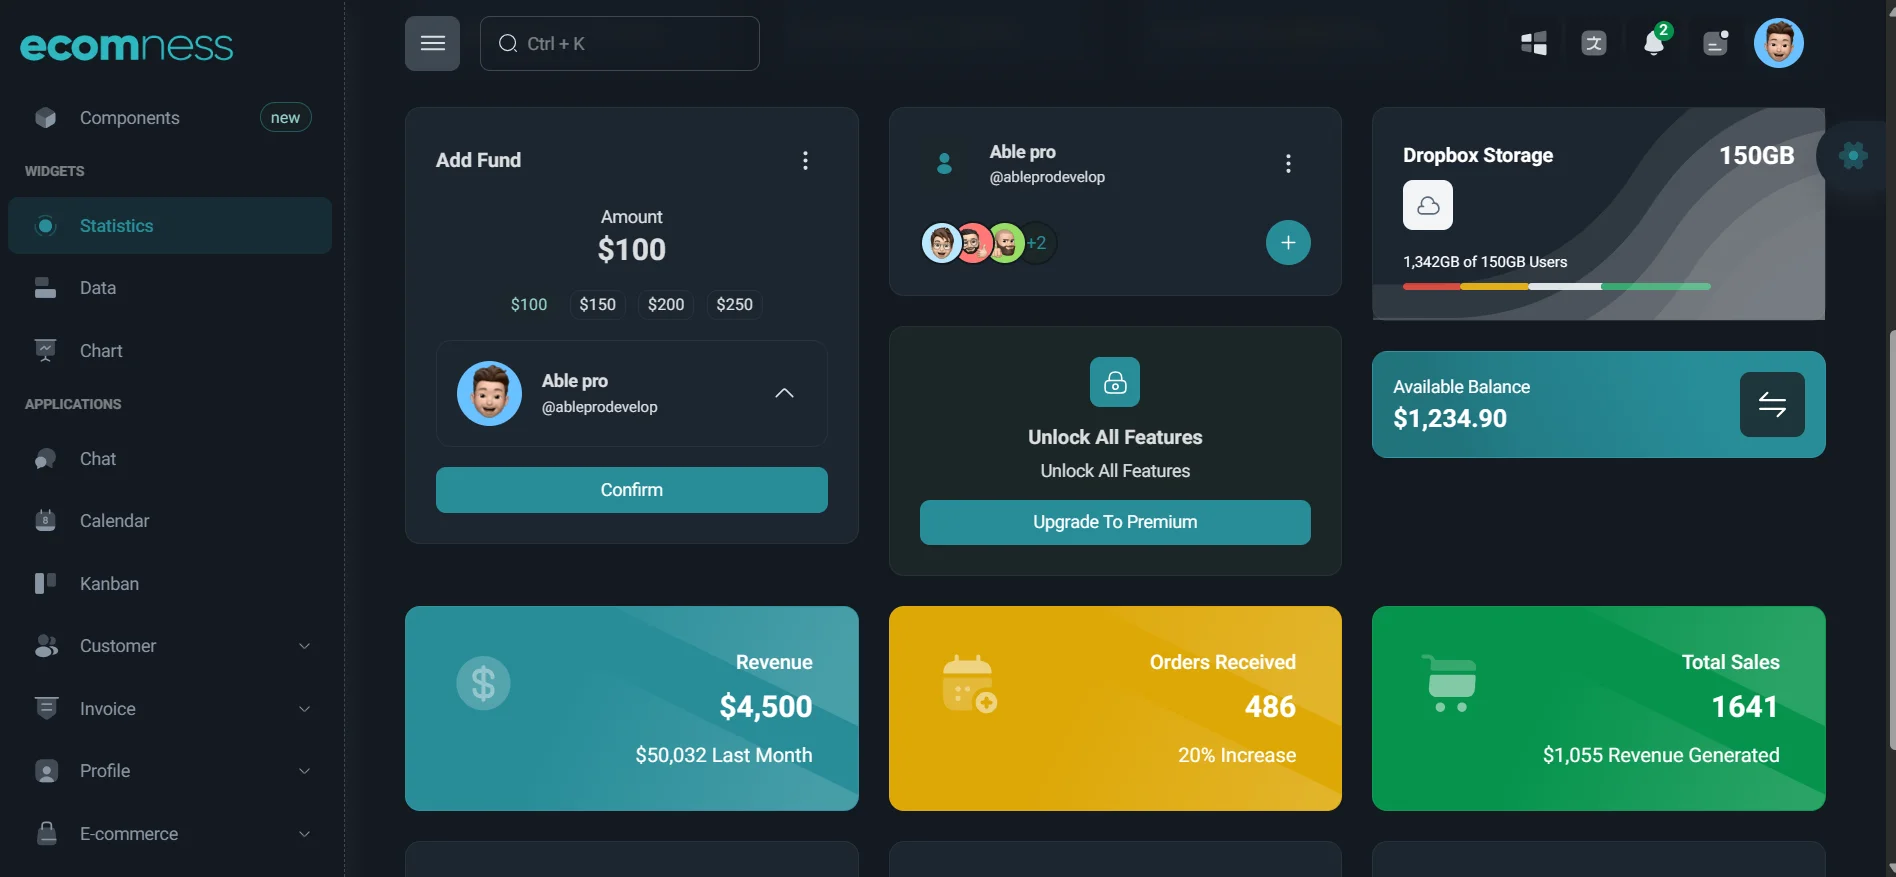 ecomness
Ctrl + K
2
Components
new
WIDGETS
Statistics
Data
Chart
APPLICATIONS
Chat
8
Calendar
Kanban
Customer
Invoice
Profile
E-commerce
Add Fund
Amount
$100
$100
$150
$200
$250
Able pro
@ableprodevelop
Confirm
Able pro
@ableprodevelop
+2
Unlock All Features
Unlock All Features
Upgrade To Premium
Dropbox Storage
150GB
1,342GB of 150GB Users
Available Balance
$1,234.90
Revenue
$4,500
$50,032 Last Month
Orders Received
486
20% Increase
Total Sales
1641
$1,055 Revenue Generated